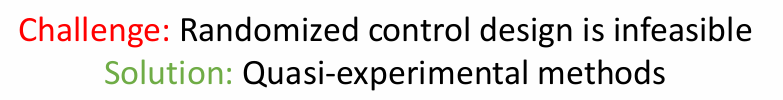 Challenge: Randomized control design is infeasible
Solution: Quasi-experimental methods